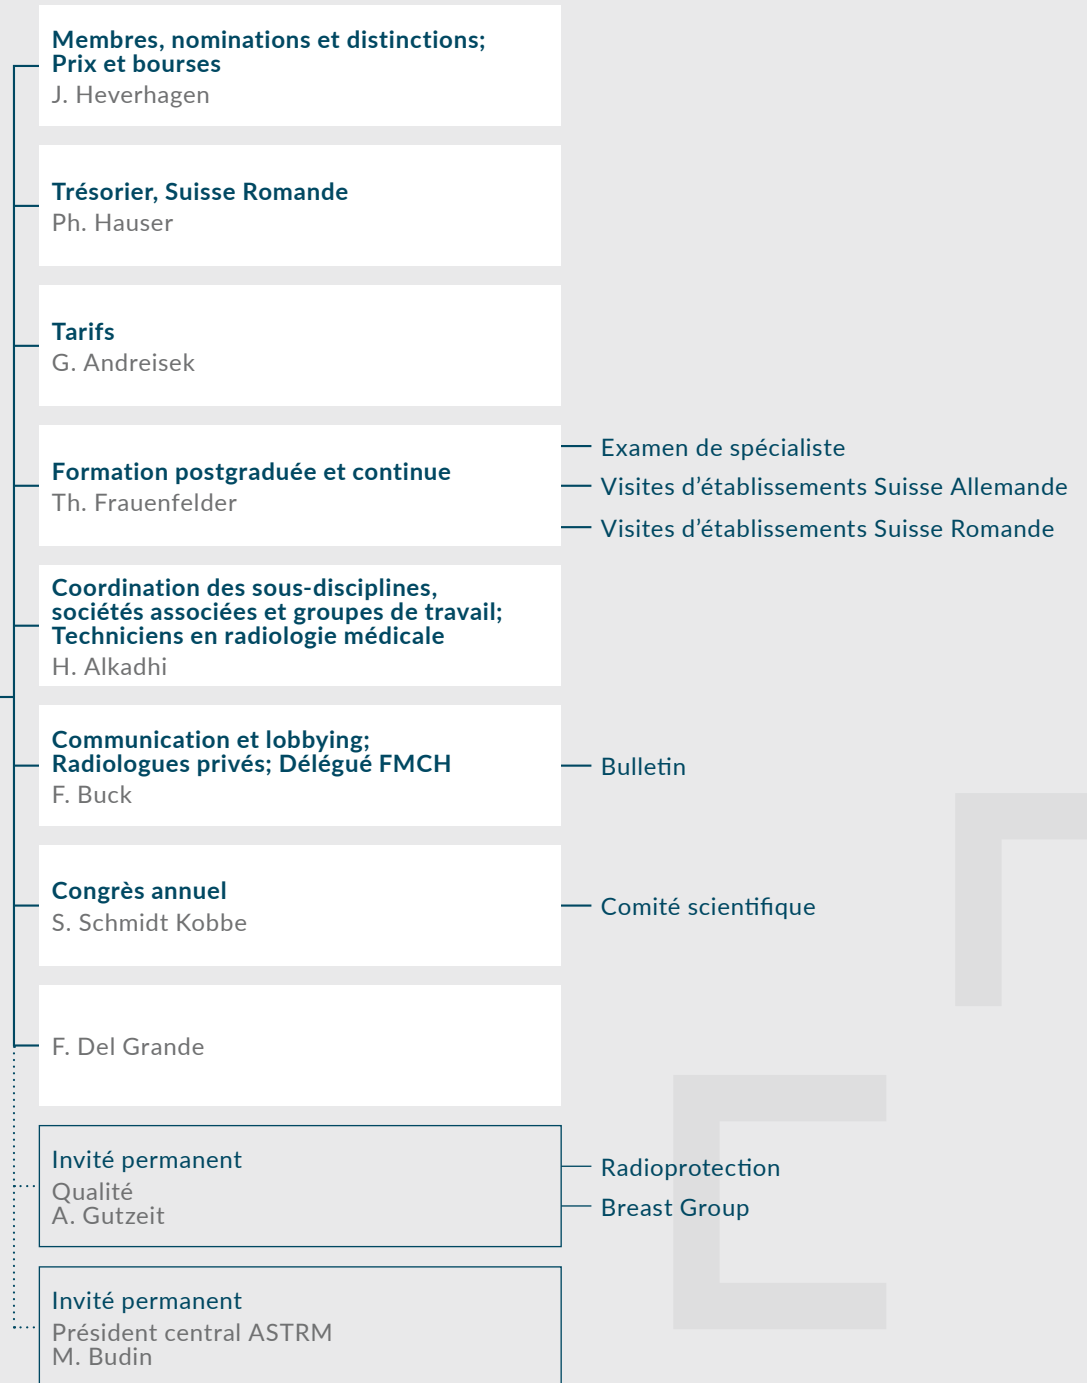 Membres, nominations et distinctions;
Prix et bourses
J. Heverhagen
Trésorier, Suisse Romande
Ph. Hauser
Tarifs
G. Andreisek
Formation postgraduée et continue
Th. Frauenfelder
Examen de spécialiste
Visites d’établissements Suisse Allemande
Visites d’établissements Suisse Romande
Coordination des sous-disciplines,
sociétés associées et groupes de travail;
Techniciens en radiologie médicale
H. Alkadhi
Communication et lobbying;
Radiologues privés; Délégué FMCH
F. Buck
Bulletin
Congrès annuel
S. Schmidt Kobbe
Comité scientifique
F. Del Grande
Invité permanent
Qualité
A. Gutzeit
Radioprotection
Breast Group
Invité permanent
Président central ASTRM
M. Budin